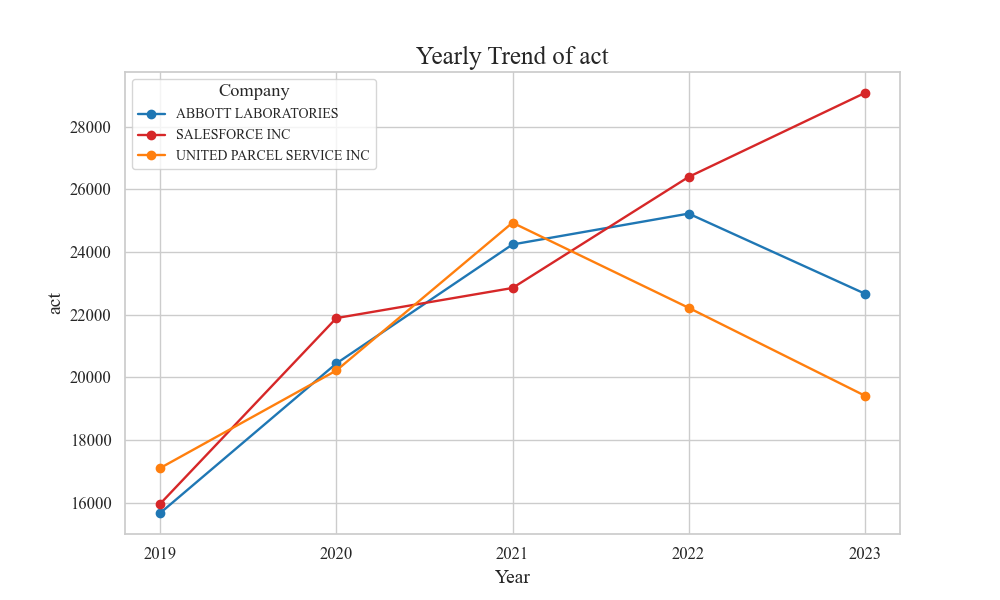 Yearly Trend of act
Company
ABBOTT LABORATORIES
SALESFORCE INC
UNITED PARCEL SERVICE INC
28000
26000
24000
22000
20000
18000
16000
act
2019 2020 2021 2022 2023
Year